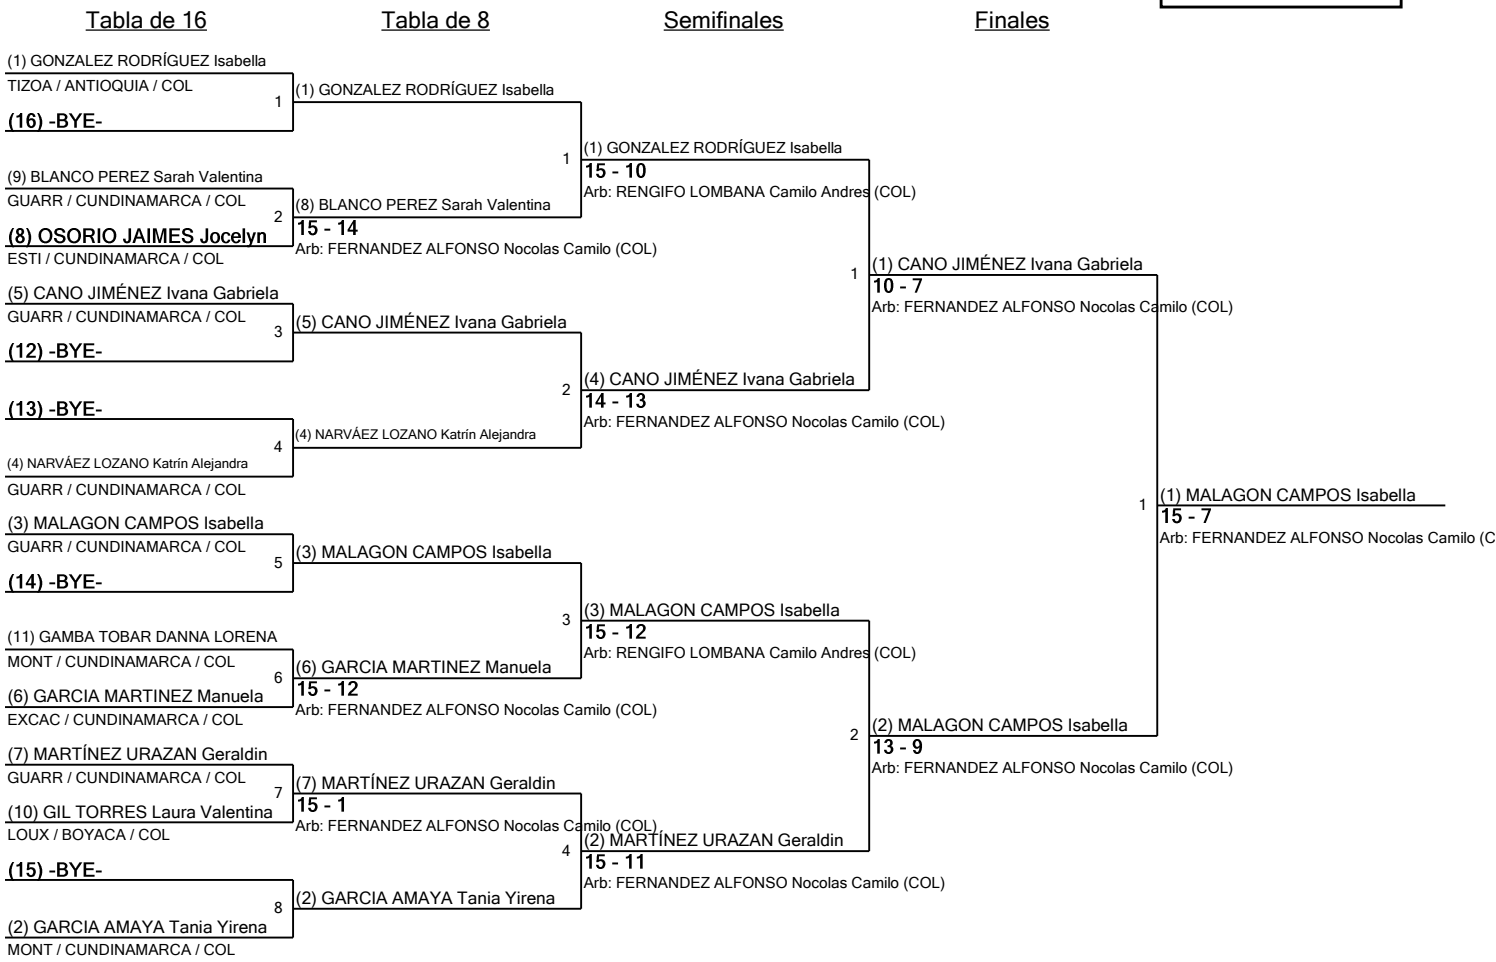 Tabla de 16
Tabla de 8
Semifinales
Finales
(1) GONZALEZ RODRÍGUEZ Isabella
TIZOA / ANTIOQUIA / COL
1
(16) -BYE-
(9) BLANCO PEREZ Sarah Valentina
GUARR / CUNDINAMARCA / COL
2
(8) OSORIO JAIMES Jocelyn
ESTI / CUNDINAMARCA / COL
(5) CANO JIMÉNEZ Ivana Gabriela
GUARR / CUNDINAMARCA / COL
3
(12) -BYE-
(13) -BYE-
4
(4) NARVÁEZ LOZANO Katrín Alejandra
GUARR / CUNDINAMARCA / COL
(3) MALAGON CAMPOS Isabella
GUARR / CUNDINAMARCA / COL
5
(14) -BYE-
(11) GAMBA TOBAR DANNA LORENA
MONT / CUNDINAMARCA / COL
6
(6) GARCIA MARTINEZ Manuela
EXCAC / CUNDINAMARCA / COL
(7) MARTÍNEZ URAZAN Geraldin
GUARR / CUNDINAMARCA / COL
7
(10) GIL TORRES Laura Valentina
LOUX / BOYACA / COL
(15) -BYE-
8
(2) GARCIA AMAYA Tania Yirena
MONT / CUNDINAMARCA / COL
(1) GONZALEZ RODRÍGUEZ Isabella
1
(8) BLANCO PEREZ Sarah Valentina
15 - 14
Arb: FERNANDEZ ALFONSO Nocolas Camilo (COL)
(5) CANO JIMÉNEZ Ivana Gabriela
2
(4) NARVÁEZ LOZANO Katrín Alejandra
(3) MALAGON CAMPOS Isabella
3
(6) GARCIA MARTINEZ Manuela
15 - 12
Arb: FERNANDEZ ALFONSO Nocolas Camilo (COL)
(7) MARTÍNEZ URAZAN Geraldin
15 - 1
Arb: FERNANDEZ ALFONSO Nocolas Camilo (COL)
4
(2) GARCIA AMAYA Tania Yirena
(1) GONZALEZ RODRÍGUEZ Isabella
15 - 10
Arb: RENGIFO LOMBANA Camilo Andres (COL)
1
(4) CANO JIMÉNEZ Ivana Gabriela
14 - 13
Arb: FERNANDEZ ALFONSO Nocolas Camilo (COL)
(3) MALAGON CAMPOS Isabella
15 - 12
Arb: RENGIFO LOMBANA Camilo Andres (COL)
2
(2) MARTÍNEZ URAZAN Geraldin
15 - 11
Arb: FERNANDEZ ALFONSO Nocolas Camilo (COL)
(1) CANO JIMÉNEZ Ivana Gabriela
10 - 7
Arb: FERNANDEZ ALFONSO Nocolas Camilo (COL)
1
(2) MALAGON CAMPOS Isabella
13 - 9
Arb: FERNANDEZ ALFONSO Nocolas Camilo (COL)
(1) MALAGON CAMPOS Isabella
15 - 7
Arb: FERNANDEZ ALFONSO Nocolas Camilo (C